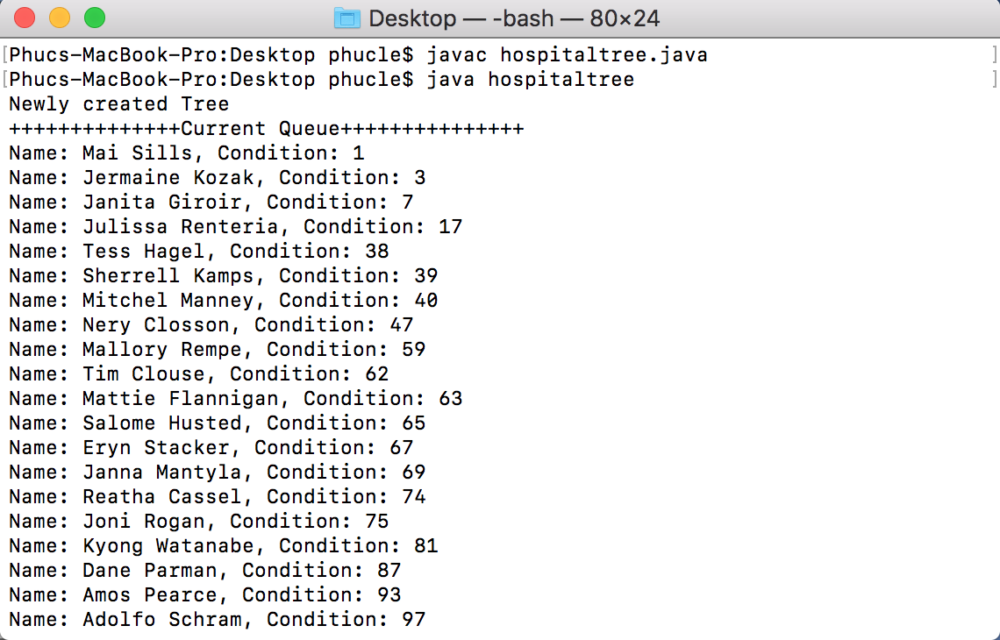 Desktop — -bash — 80×24
[Phucs-MacBook-Pro:Desktop phucle$ javac hospitaltree.java ]
[Phucs-MacBook-Pro:Desktop phucle$ java hospitaltree ]
Newly created Tree
++++++++++++++Current Queue+++++++++++++++
Name: Mai Sills, Condition: 1
Name: Jermaine Kozak, Condition: 3
Name: Janita Giroir, Condition: 7
Name: Julissa Renteria, Condition: 17
Name: Tess Hagel, Condition: 38
Name: Sherrell Kamps, Condition: 39
Name: Mitchel Manney, Condition: 40
Name: Nery Closson, Condition: 47
Name: Mallory Rempe, Condition: 59
Name: Tim Clouse, Condition: 62
Name: Mattie Flannigan, Condition: 63
Name: Salome Husted, Condition: 65
Name: Eryn Stacker, Condition: 67
Name: Janna Mantyla, Condition: 69
Name: Reatha Cassel, Condition: 74
Name: Joni Rogan, Condition: 75
Name: Kyong Watanabe, Condition: 81
Name: Dane Parman, Condition: 87
Name: Amos Pearce, Condition: 93
Name: Adolfo Schram, Condition: 97